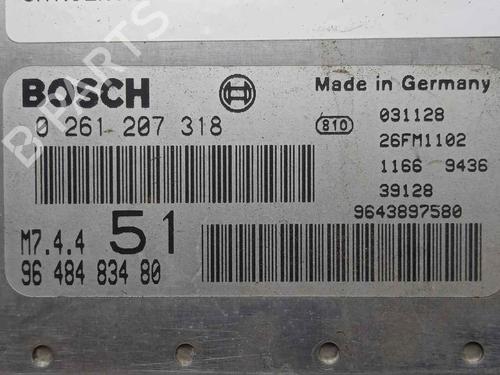 BOSCH
Made in Germany
0 261 207 318
810
031128
26FM1102
1166 9436
39128
9643897580
M7.4.4 51
96 484 834 80
B PARTS